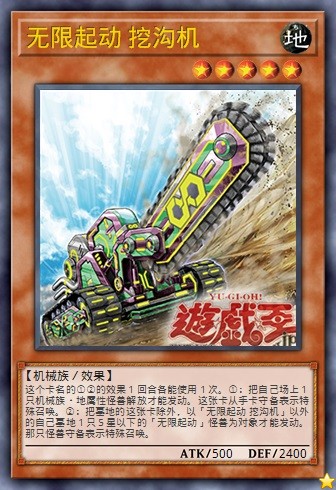 无限起动 挖沟机
地
YU-GI-OH!
遊戯王
【机械族／效果】
这个卡名的①②的效果1回合各能使用1次。①：把自己场上1
只机械族・地属性怪兽解放才能发动。这张卡从手卡守备表示特
殊召唤。②：把墓地的这张卡除外，以「无限起动 挖沟机」以外
的自己墓地1只5星以下的「无限起动」怪兽为对象才能发动。
那只怪兽守备表示特殊召唤。
ATK/500 DEF/2400